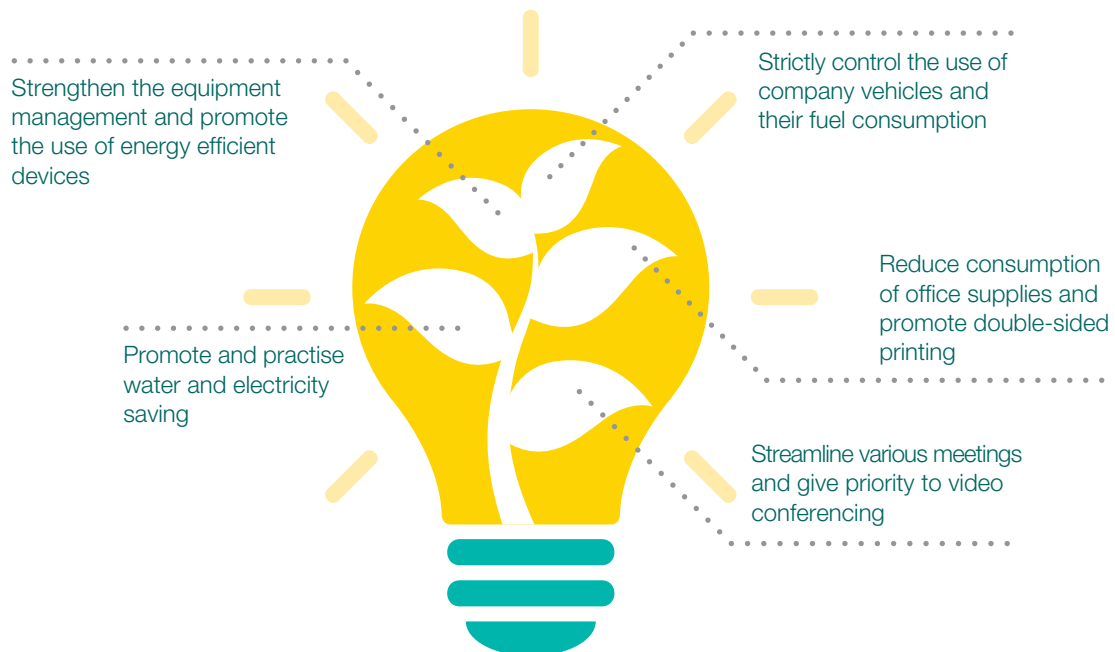 Strengthen the equipment
management and promote
the use of energy efficient
devices
Strictly control the use of
company vehicles and
their fuel consumption
Reduce consumption
of office supplies and
promote double-sided
printing
Promote and practise
water and electricity
saving
Streamline various meetings
and give priority to video
conferencing